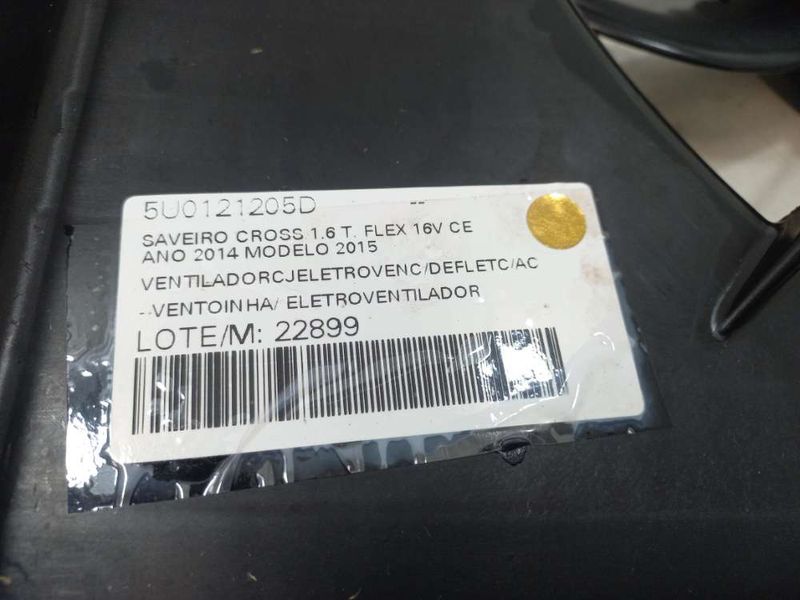 5U0121205D --
SAVEIRO CROSS 1.6 T. FLEX 16V CE
ANO 2014 MODELO 2015
VENTILADORCJELETROVENC/DEFLETC/AC
--VENTOINHA/ ELETROVENTILADOR
LOTE/M: 22899